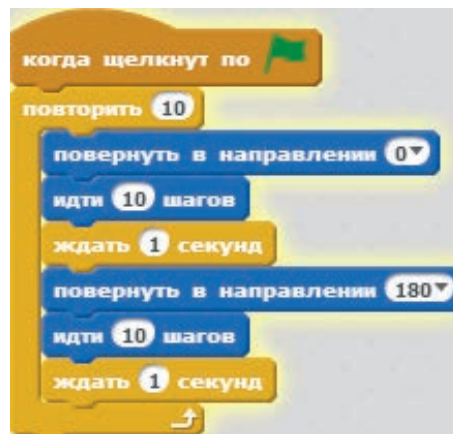 когда щелкнут по
повторить 10
повернуть в направлении 0
идти 10 шагов
ждать 1 секунд
повернуть в направлении 180
идти 10 шагов
ждать 1 секунд